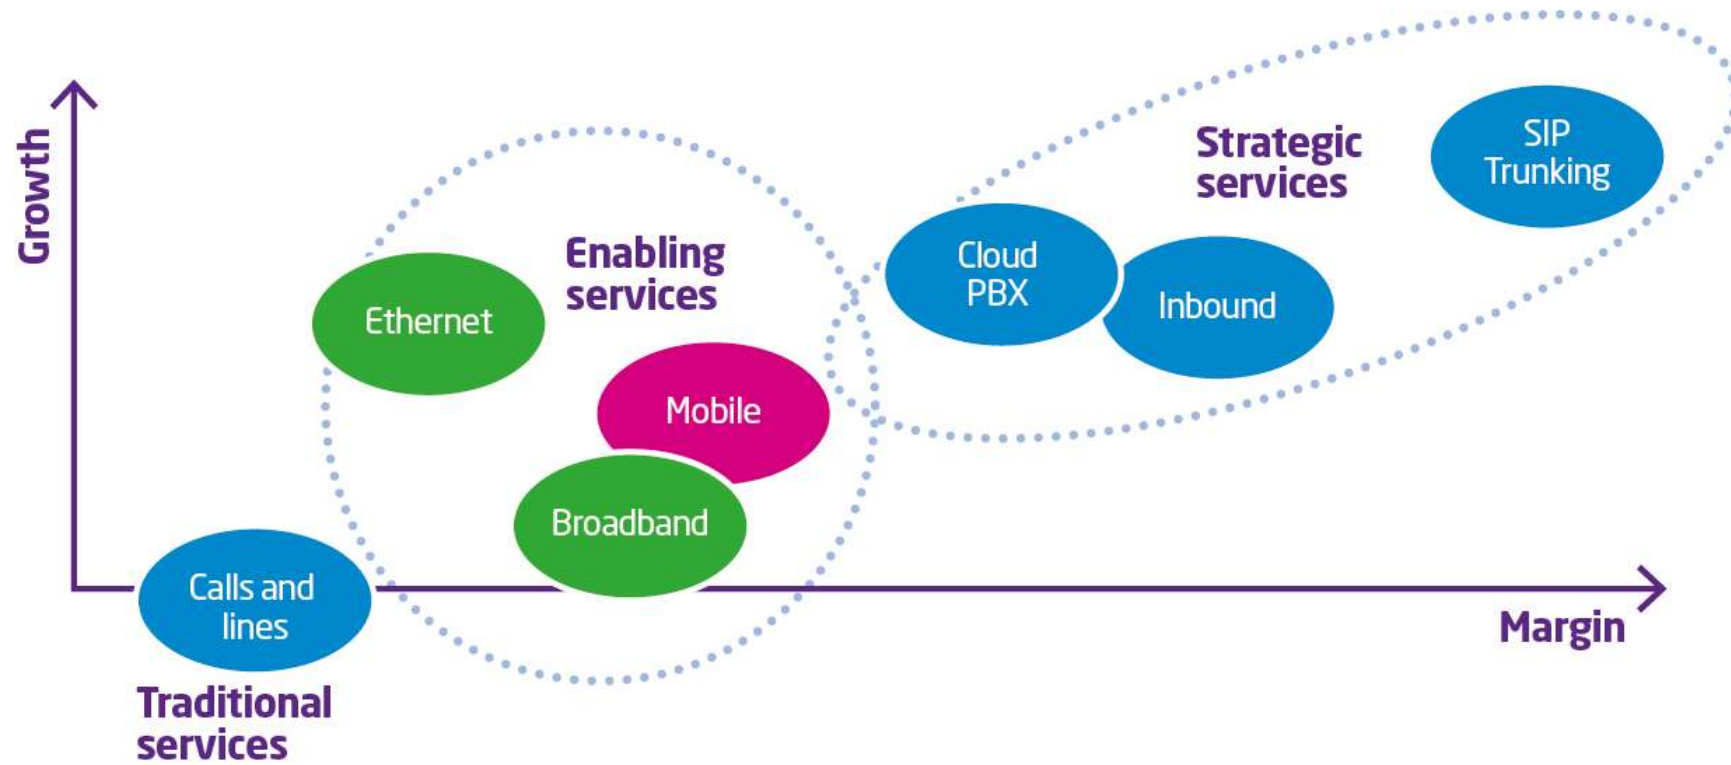 Growth
Strategic
services
SIP
Trunking
Cloud
PBX
Inbound
Enabling
services
Ethernet
Mobile
Broadband
Calls and
lines
Margin
Traditional
services